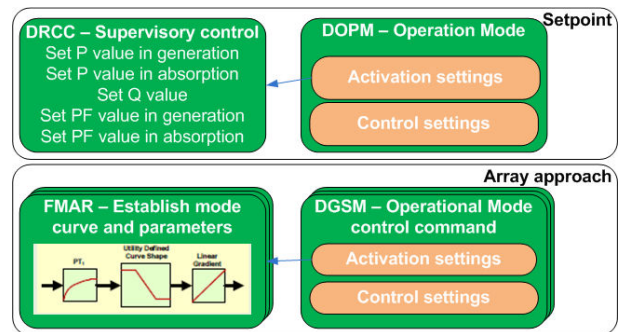 Setpoint
DRCC – Supervisory control
Set P value in generation
Set P value in absorption
Set Q value
Set PF value in generation
Set PF value in absorption
DOPM – Operation Mode
Activation settings
Control settings
Array approach
FMAR – Establish mode
curve and parameters
PT₁
Utility Defined
Curve Shape
Linear
Gradient
DGSM – Operational Mode
control command
Activation settings
Control settings